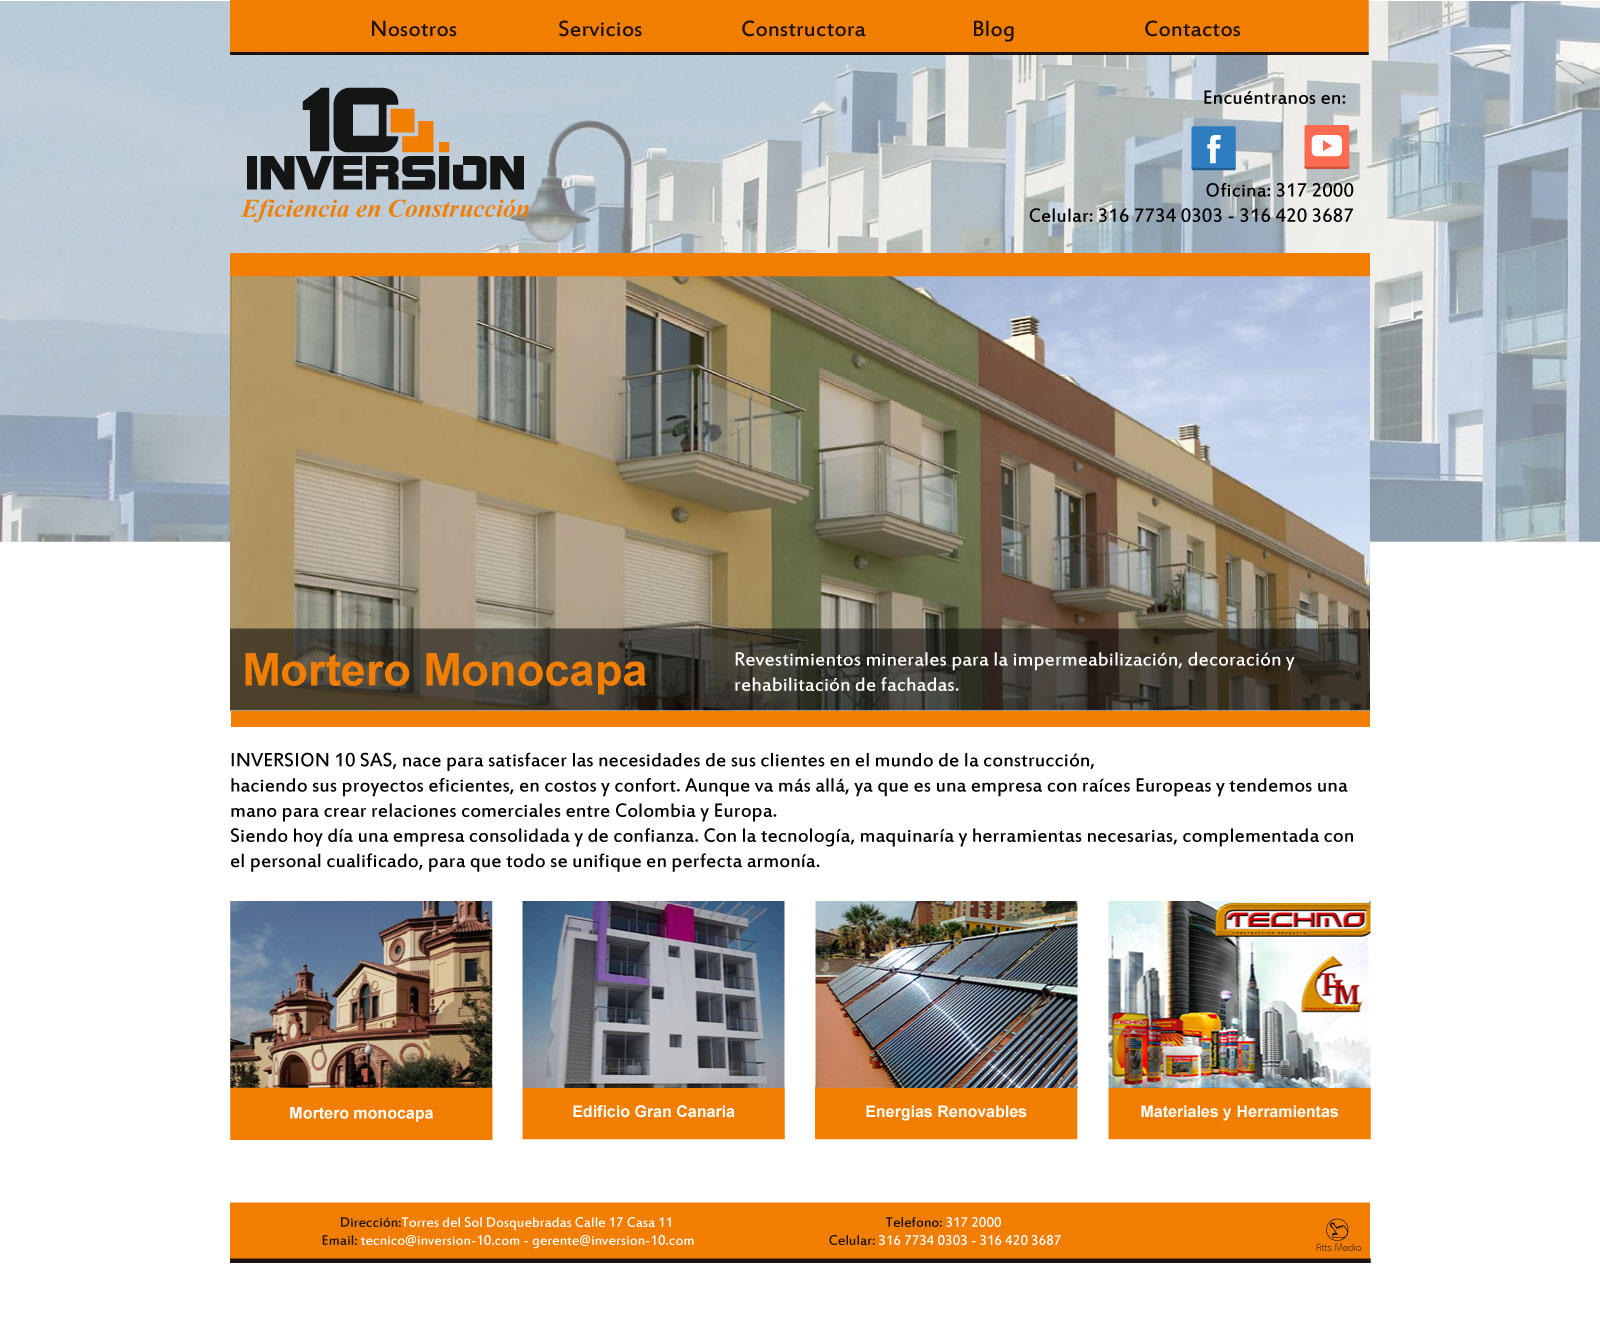 Nosotros Servicios Constructora Blog Contactos
10
INVERSION
Eficiencia en Construcción
Encuéntranos en:
Oficina: 317 2000
Celular: 316 7734 0303 - 316 420 3687
Mortero Monocapa
Revestimientos minerales para la impermeabilización, decoración y
rehabilitación de fachadas.
INVERSION 10 SAS, nace para satisfacer las necesidades de sus clientes en el mundo de la construcción,
haciendo sus proyectos eficientes, en costos y confort. Aunque va más allá, ya que es una empresa con raíces Europeas y tendemos una
mano para crear relaciones comerciales entre Colombia y Europa.
Siendo hoy día una empresa consolidada y de confianza. Con la tecnología, maquinaría y herramientas necesarias, complementada con
el personal cualificado, para que todo se unifique en perfecta armonía.
TECHMO
CONSTRUCTION PRODUCTS
TFM
Mortero monocapa
Edificio Gran Canaria
Energias Renovables
Materiales y Herramientas
Dirección:Torres del Sol Dosquebradas Calle 17 Casa 11
Email: tecnico@inversion-10.com - gerente@inversion-10.com
Telefono: 317 2000
Celular: 316 7734 0303 - 316 420 3687
Atts Media